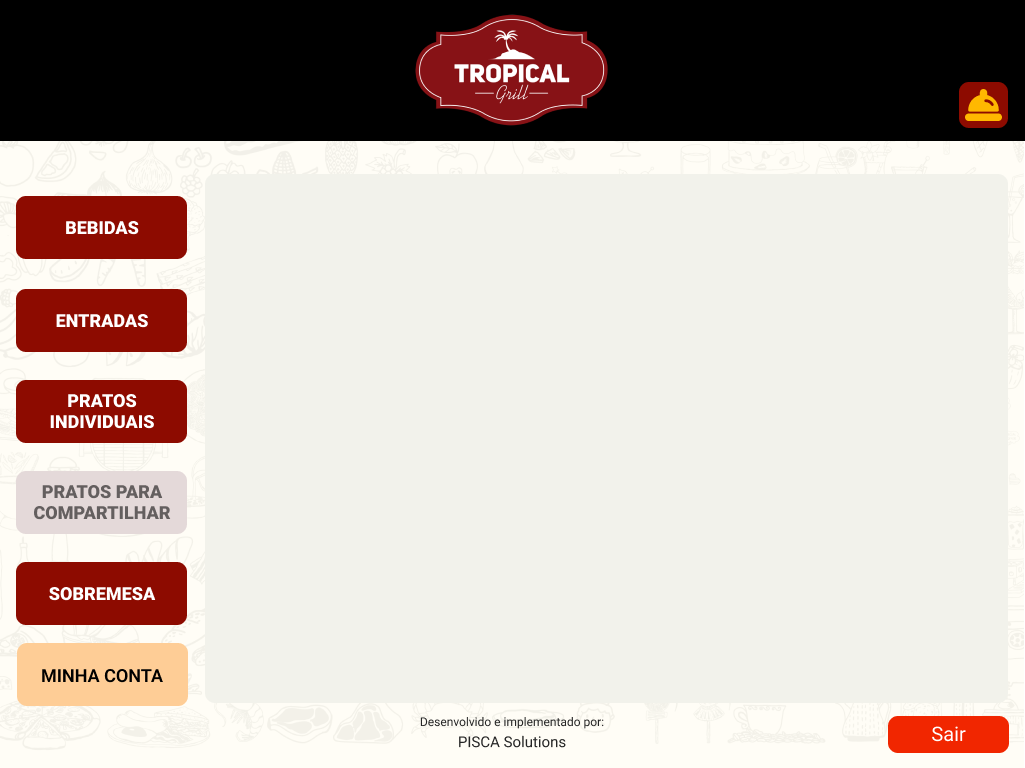 TROPICAL
Grill
BEBIDAS
ENTRADAS
PRATOS
INDIVIDUAIS
PRATOS PARA
COMPARTILHAR
SOBREMESA
MINHA CONTA
Desenvolvido e implementado por:
PISCA Solutions
Sair